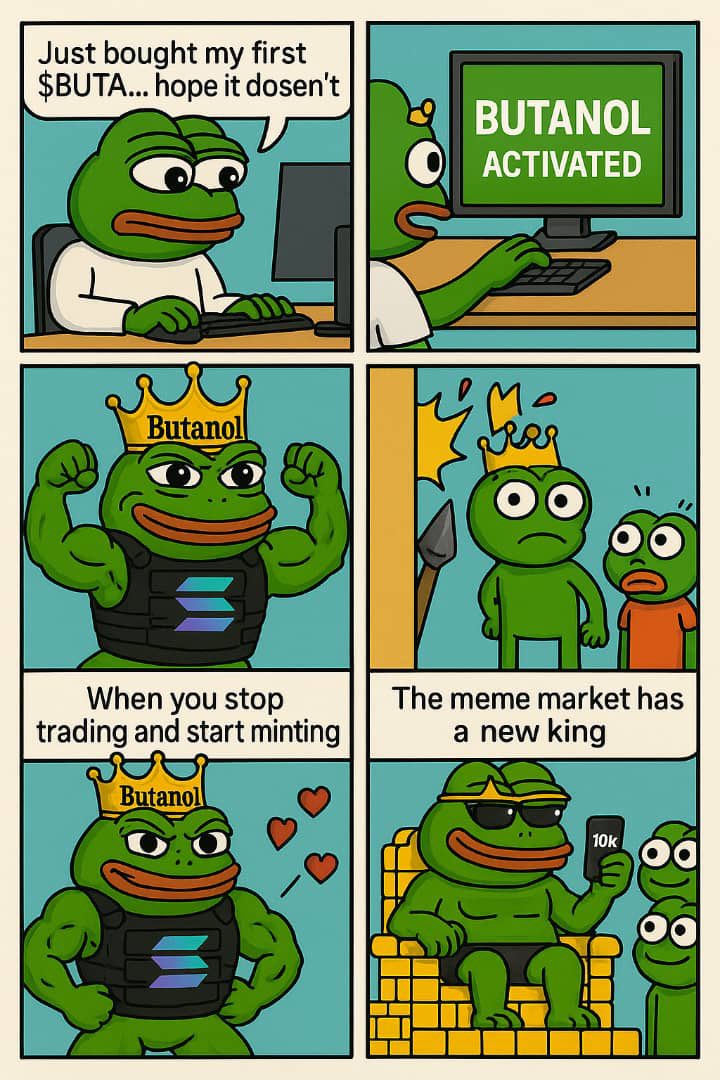 Just bought my first
$BUTA... hope it dosen't
BUTANOL
ACTIVATED
Butanol
When you stop
trading and start minting
The meme market has
a new king
Butanol
10k